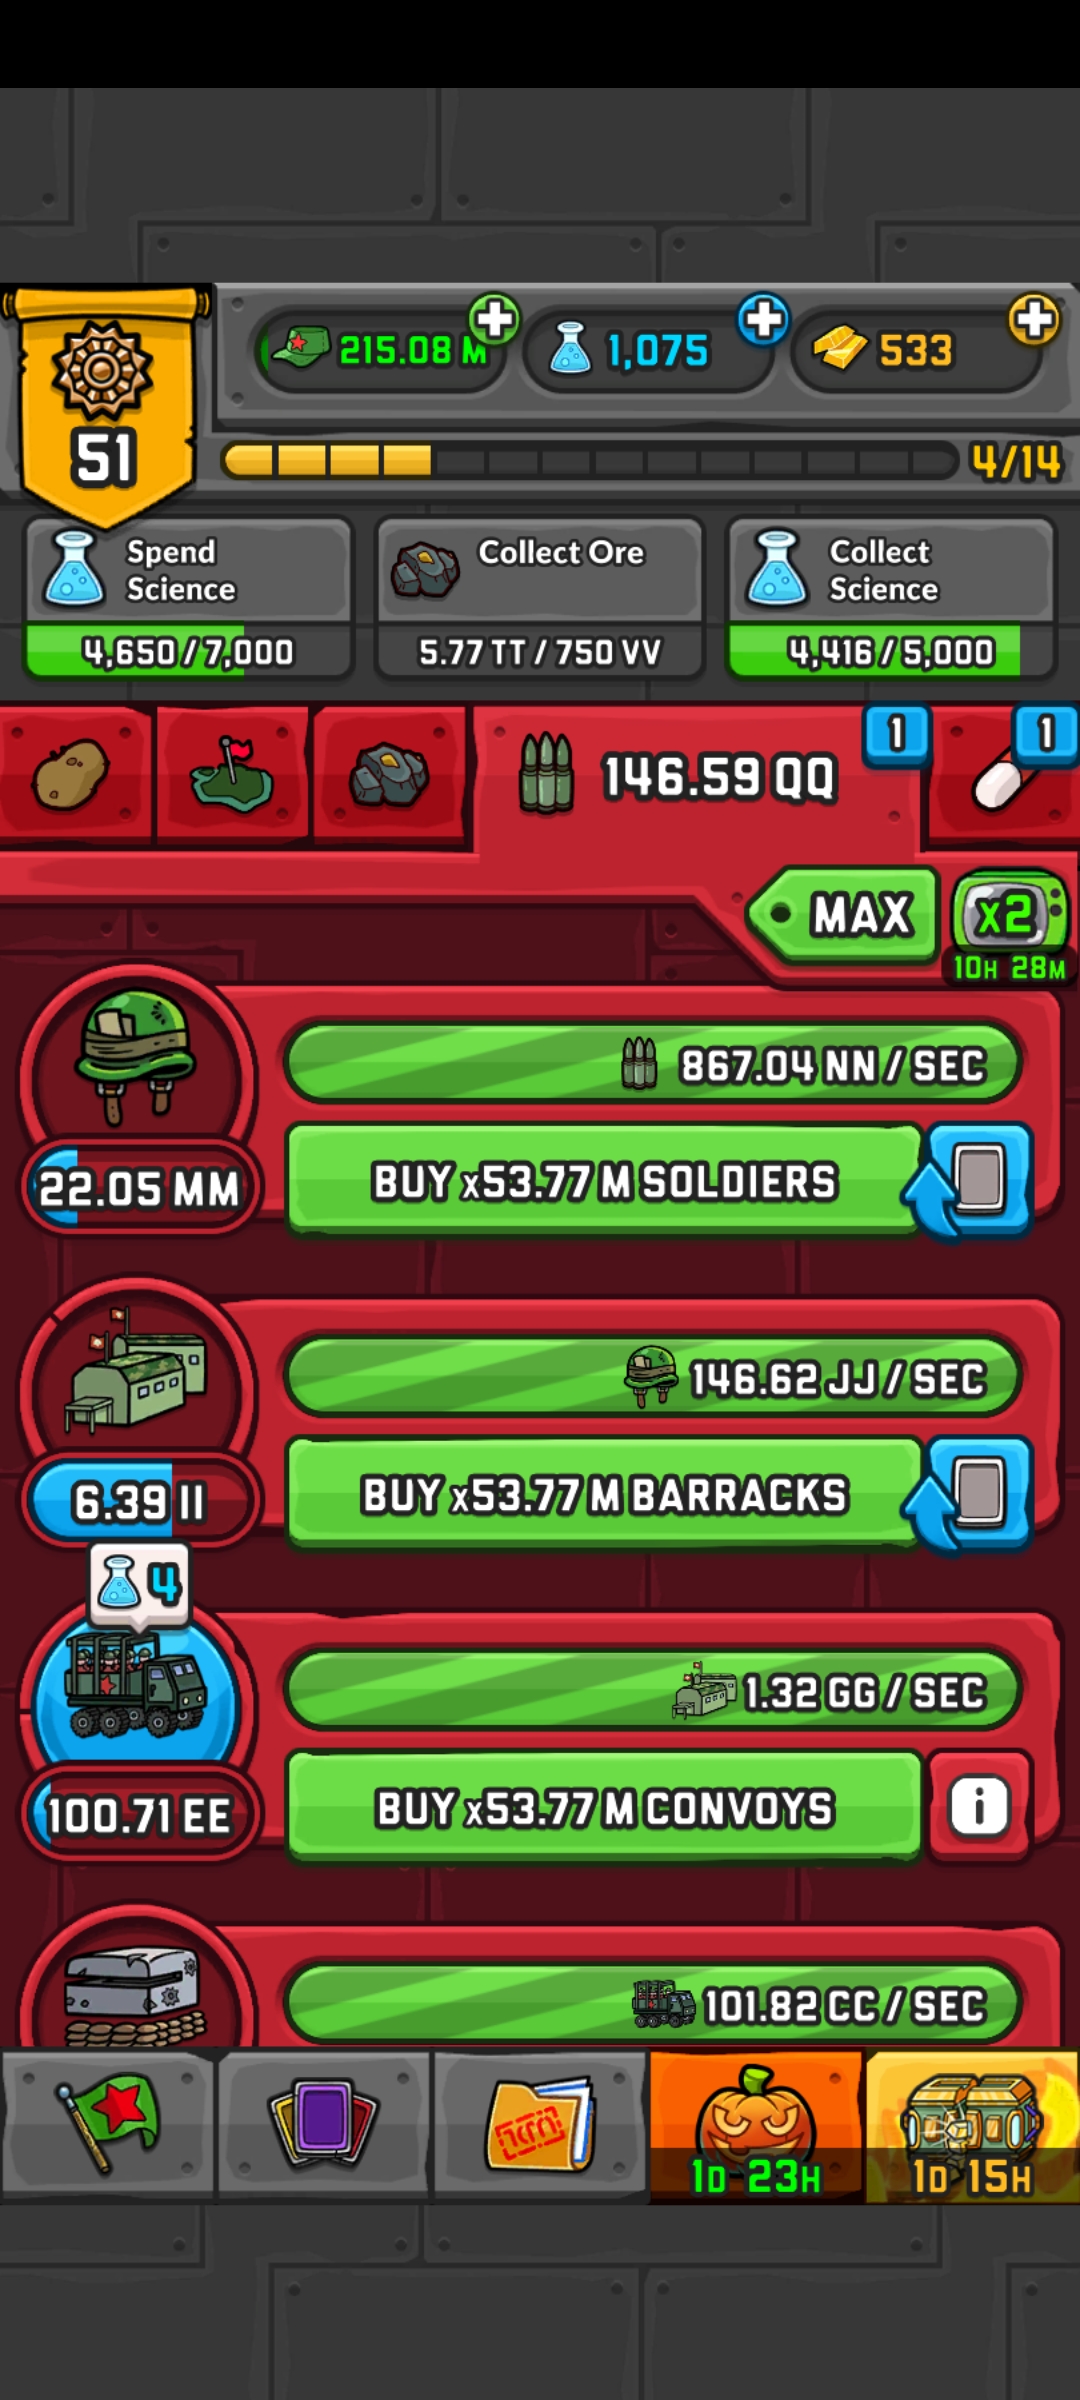 51
215.08 M
1,075
533
4/14
Spend
Science
4,650/7,000
Collect Ore
5.77 TT / 750 VV
Collect
Science
4,416/5,000
146.59 QQ
1
1
MAX
x2
10H 28M
867.04 NN / SEC
22.05 MM
BUY x53.77 M SOLDIERS
146.62 JJ / SEC
6.39 II
BUY x53.77 M BARRACKS
4
1.32 GG / SEC
100.71 EE
BUY x53.77 M CONVOYS
i
101.82 CC / SEC
1D 23H
1D 15H